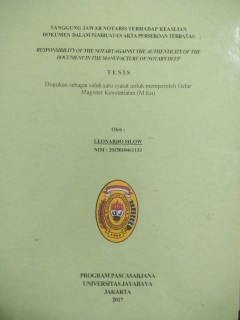 TANGGUNG JAWAB NOTARIS TERHADAP KEASLIAN
DOKUMEN DALAM PEMBUATAN AKTA PERSEROAN TERBATAS
RESPONSIBILITY OF THE NOTARY AGAINST THE AUTHENTICITY OF THE
DOCUMENT IN THE MANUFACTURE OF NOTARY DEEP
TESIS
Diajukan sebagai salah satu syarat untuk memperoleh Gelar
Magister Kenotariatan (M.Kn)
Oleh :
LEONARDO SILOW
NIM :
PROGRAM PASCASARJANA
UNIVERSITAS JAYABAYA
JAKARTA
2017